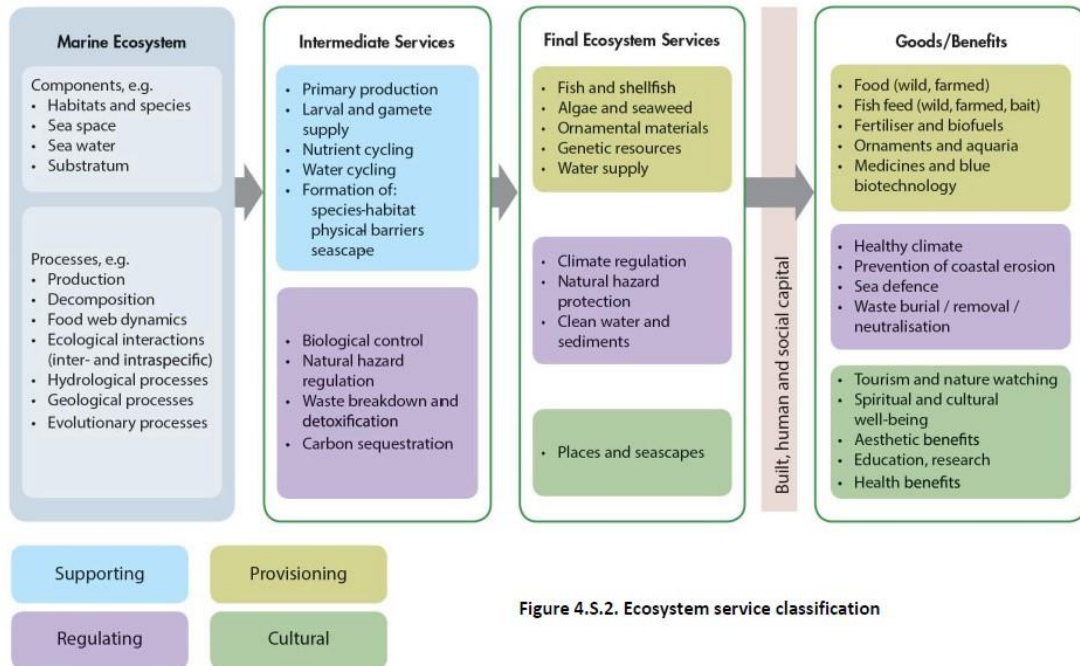 Marine Ecosystem
Components, e.g.
• Habitats and species
• Sea space
• Sea water
• Substratum
Processes, e.g.
• Production
• Decomposition
• Food web dynamics
• Ecological interactions
(inter- and intraspecific)
• Hydrological processes
• Geological processes
• Evolutionary processes
Intermediate Services
• Primary production
• Larval and gamete
supply
• Nutrient cycling
• Water cycling
• Formation of:
species-habitat
physical barriers
seascape
• Biological control
• Natural hazard
regulation
• Waste breakdown and
detoxification
• Carbon sequestration
Final Ecosystem Services
• Fish and shellfish
• Algae and seaweed
• Ornamental materials
• Genetic resources
• Water supply
• Climate regulation
• Natural hazard
protection
• Clean water and
sediments
• Places and seascapes
Built, human and social capital
Goods/Benefits
• Food (wild, farmed)
• Fish feed (wild, farmed, bait)
• Fertiliser and biofuels
• Ornaments and aquaria
• Medicines and blue
biotechnology
• Healthy climate
• Prevention of coastal erosion
• Sea defence
• Waste burial / removal /
neutralisation
• Tourism and nature watching
• Spiritual and cultural
well-being
• Aesthetic benefits
• Education, research
• Health benefits
Supporting
Provisioning
Regulating
Cultural
Figure 4.S.2. Ecosystem service classification